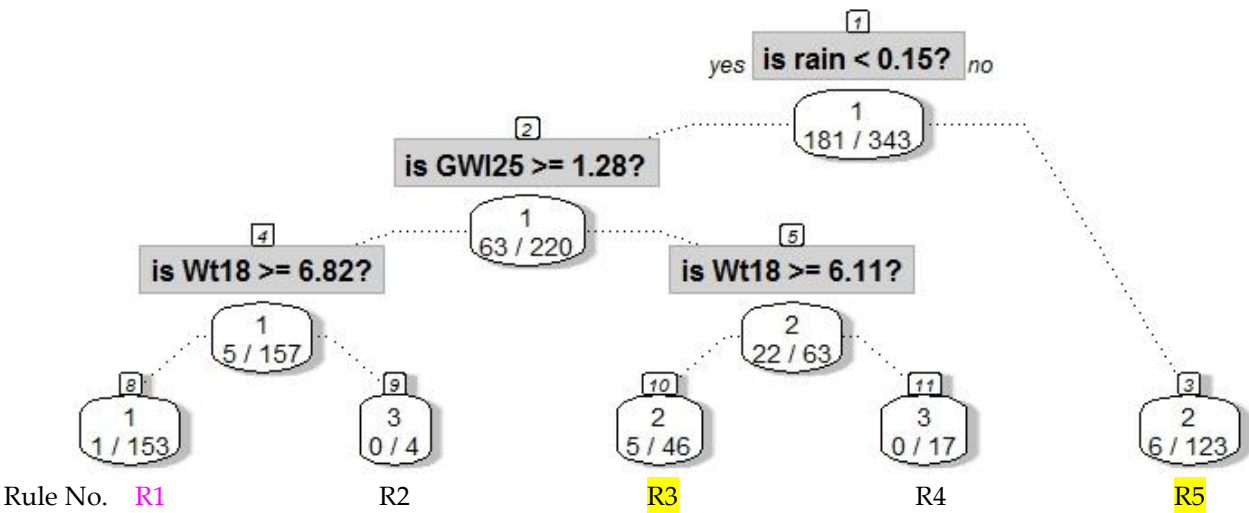 1
yes is rain < 0.15? no
1
181 / 343
2
is GWI25 >= 1.28?
1
63 / 220
4
is Wt18 >= 6.82?
1
5 / 157
5
is Wt18 >= 6.11?
2
22 / 63
8
1
1 / 153
9
3
0 / 4
10
2
5 / 46
11
3
0 / 17
3
2
6 / 123
Rule No. R1 R2 R3 R4 R5